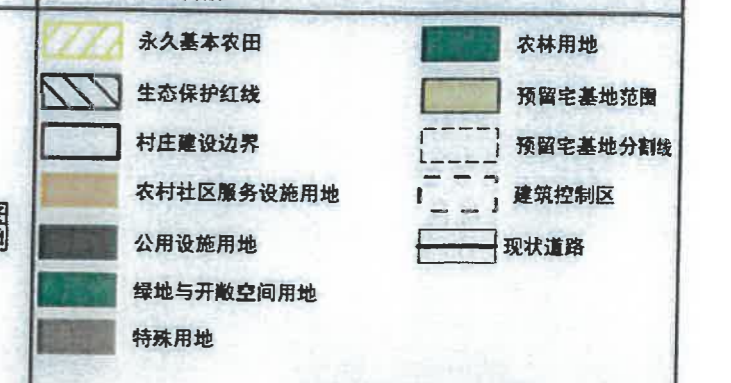 永久基本农田
生态保护红线
村庄建设边界
农村社区服务设施用地
公用设施用地
绿地与开敞空间用地
特殊用地
农林用地
预留宅基地范围
预留宅基地分割线
建筑控制区
现状道路